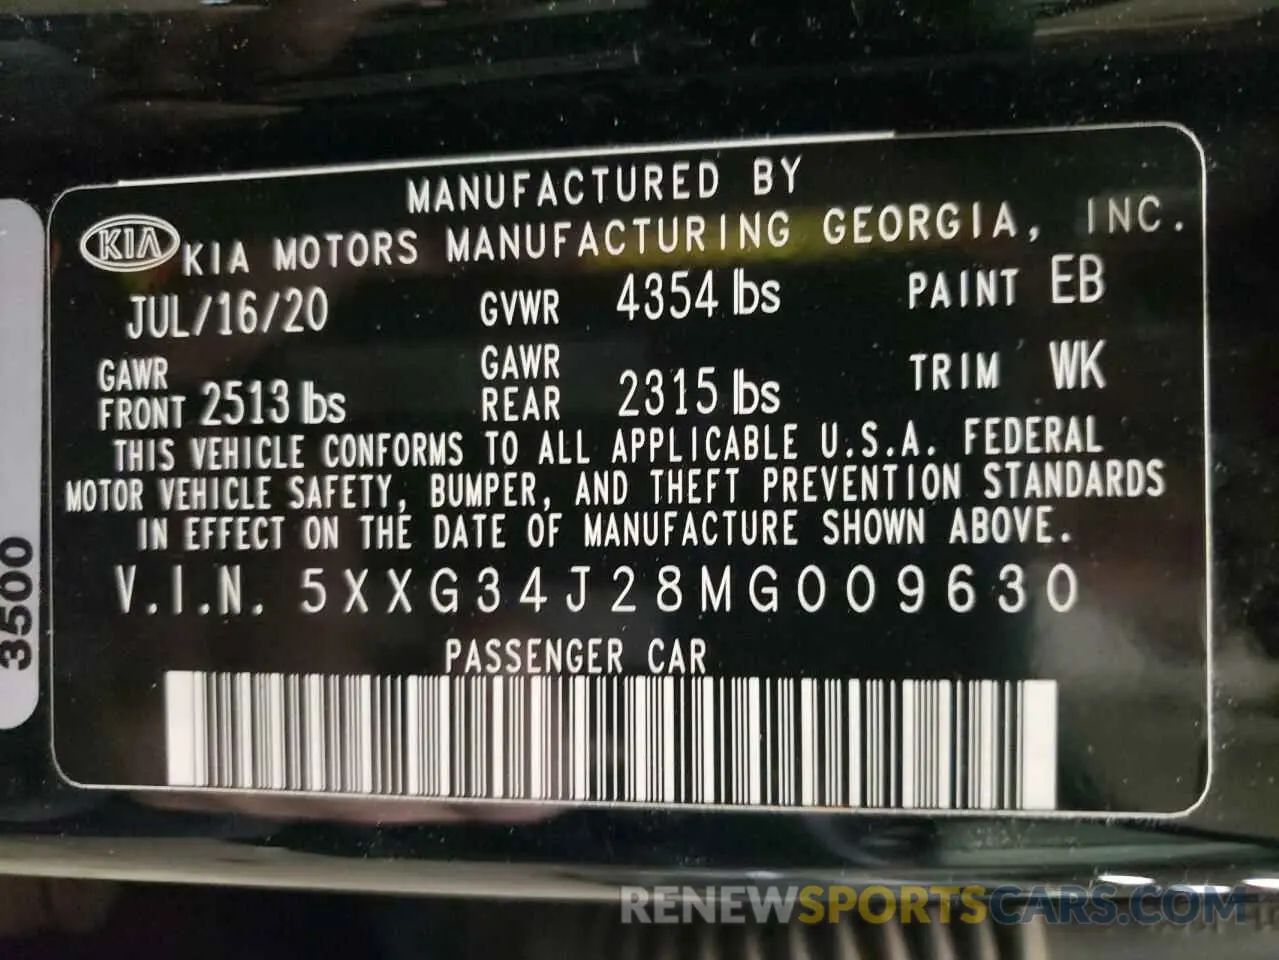 MANUFACTURED BY
KIA KIA MOTORS MANUFACTURING GEORGIA, INC.
JUL/16/20 GVWR 4354 lbs PAINT EB
GAWR FRONT 2513 lbs GAWR REAR 2315 lbs TRIM WK
THIS VEHICLE CONFORMS TO ALL APPLICABLE U.S.A. FEDERAL
MOTOR VEHICLE SAFETY, BUMPER, AND THEFT PREVENTION STANDARDS
IN EFFECT ON THE DATE OF MANUFACTURE SHOWN ABOVE.
V.I.N. 5XXG34J28MG009630
PASSENGER CAR
3500
RENEWSPORTSCARS.COM